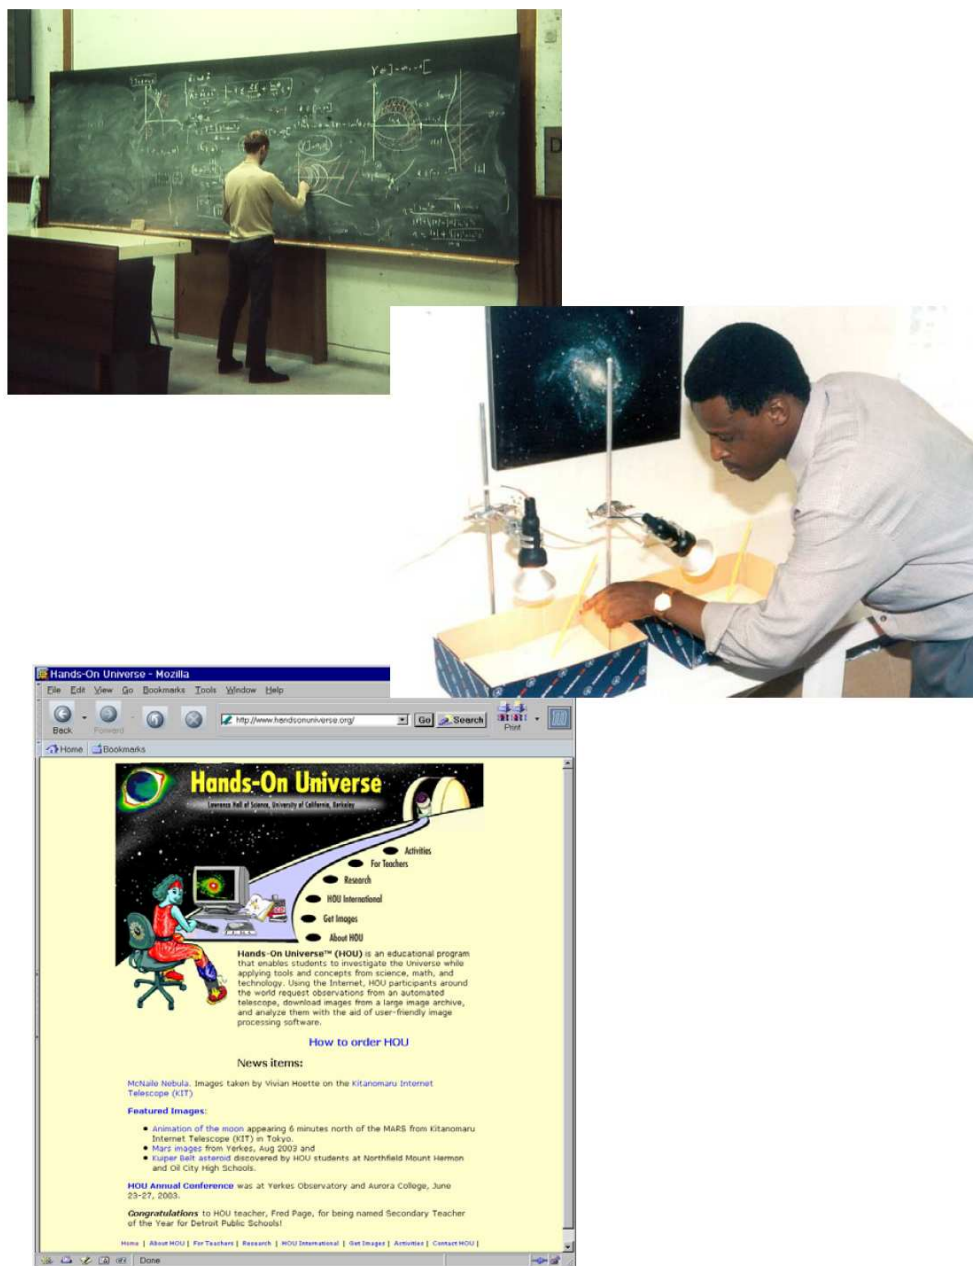 D
Hands-On Universe - Mozilla
File Edit View Go Bookmarks Tools Window Help
Back Forward http://www.handsonuniverse.org/ Go Search Print
Home Bookmarks
Hands-On Universe
Lawrence Hall of Science, University of California, Berkeley
Activities
For Teachers
Research
HOU International
Get Images
About HOU
Hands-On Universe™ (HOU) is an educational program
that enables students to investigate the Universe while
applying tools and concepts from science, math, and
technology. Using the Internet, HOU participants around
the world request observations from an automated
telescope, download images from a large image archive,
and analyze them with the aid of user-friendly image
processing software.
How to order HOU
News items:
McNaile Nebula. Images taken by Vivian Hoette on the Kitanomaru Internet
Telescope (KIT)
Featured Images:
Animation of the moon appearing 6 minutes north of the MARS from Kitanomaru
Internet Telescope (KIT) in Tokyo.
Mars images from Yerkes, Aug 2003 and
Kuiper Belt asteroid discovered by HOU students at Northfield Mount Hermon
and Oil City High Schools.
HOU Annual Conference was at Yerkes Observatory and Aurora College, June
23-27, 2003.
Congratulations to HOU teacher, Fred Page, for being named Secondary Teacher
of the Year for Detroit Public Schools!
Home | About HOU | For Teachers | Research | HOU International | Get Images | Activities | Contact HOU |
Done